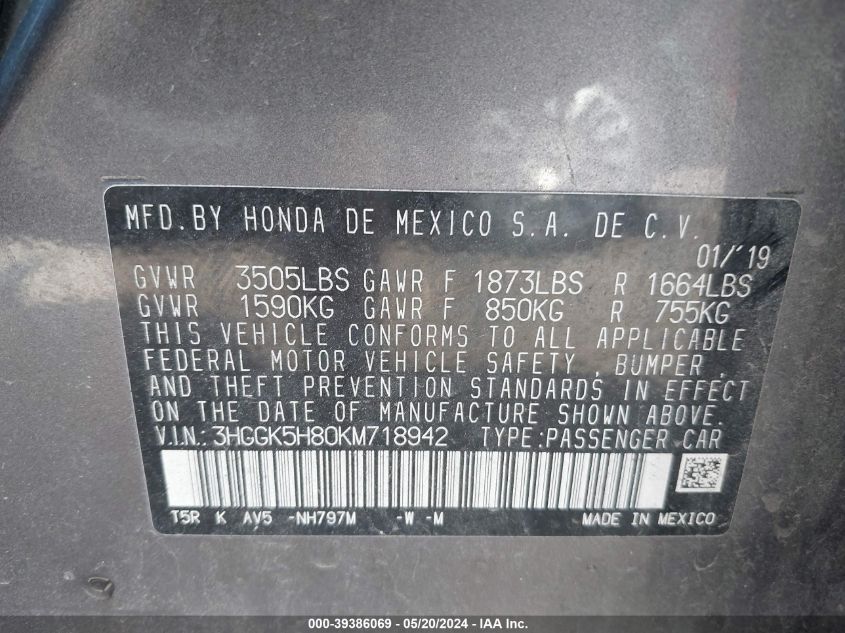 MFD.BY HONDA DE MEXICO S.A. DE C.V.
01/'19
GVWR 3505LBS GAWR F 1873LBS R 1664LBS
GVWR 1590KG GAWR F 850KG R 755KG
THIS VEHICLE CONFORMS TO ALL APPLICABLE
FEDERAL MOTOR VEHICLE SAFETY, BUMPER,
AND THEFT PREVENTION STANDARDS IN EFFECT
ON THE DATE OF MANUFACTURE SHOWN ABOVE.
V.I.N.:3HGGK5H80KM718942 TYPE:PASSENGER CAR
T5R K AV5 -NH797M -W -M MADE IN MEXICO
000-39386069 - 05/20/2024 - IAA Inc.